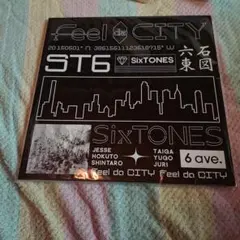 Feel da CITY
ST6
SixTONES
石
六
図
東
SixTONES
JESSE
HOKUTO
SHINTARO
TAIGA
YUGO
JURI
6 ave.
Feel da CITY Feel da CITY